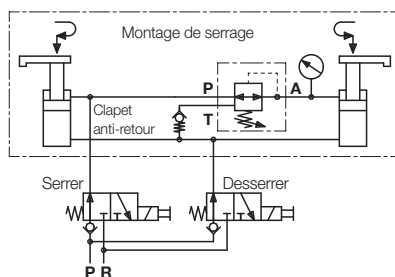 Montage de serrage
P
A
T
Clapet
anti-retour
Serrer
Desserrer
P R